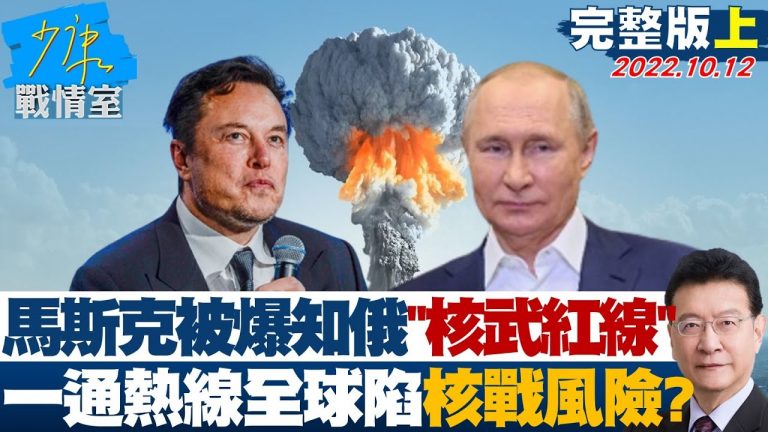 少康
戰情室
完整版上
2022.10.12
馬斯克被爆知俄"核武紅線"
一通熱線全球陷核戰風險?